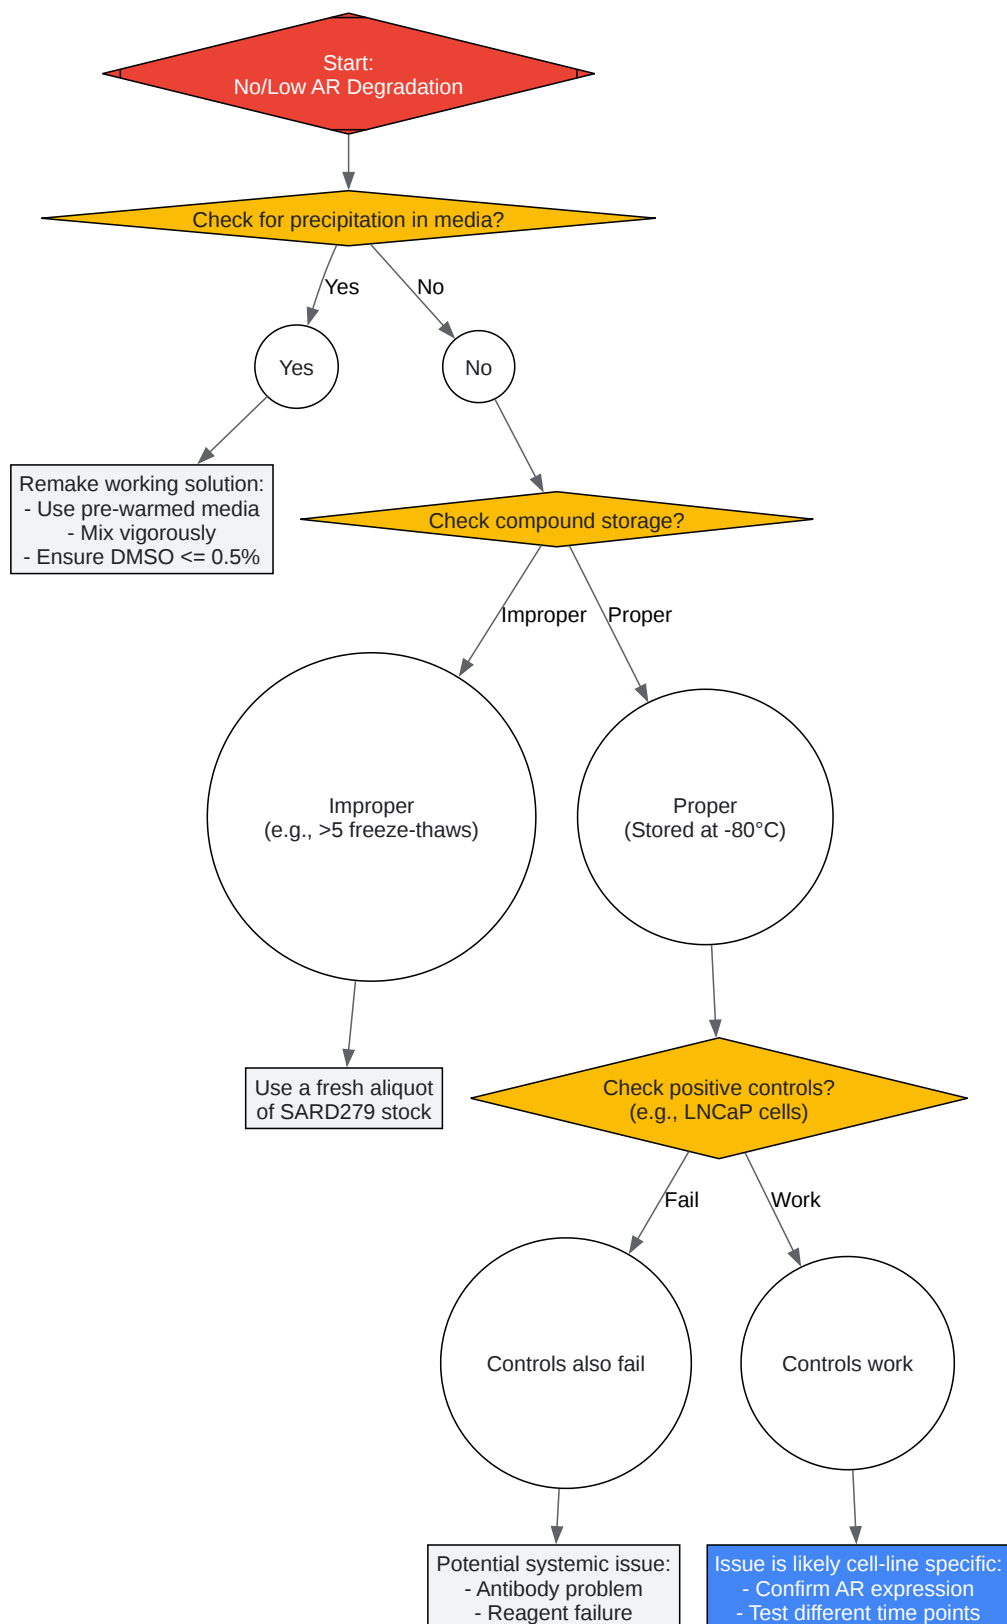 Start:
No/Low AR Degradation
Check for precipitation in media?
Yes
No
Yes
No
Remake working solution:
- Use pre-warmed media
- Mix vigorously
- Ensure DMSO <= 0.5%
Check compound storage?
Improper
Proper
Improper
(e.g., >5 freeze-thaws)
Proper
(Stored at -80°C)
Use a fresh aliquot
of SARD279 stock
Check positive controls?
(e.g., LNCaP cells)
Fail
Work
Controls also fail
Controls work
Potential systemic issue:
- Antibody problem
- Reagent failure
Issue is likely cell-line specific:
- Confirm AR expression
- Test different time points